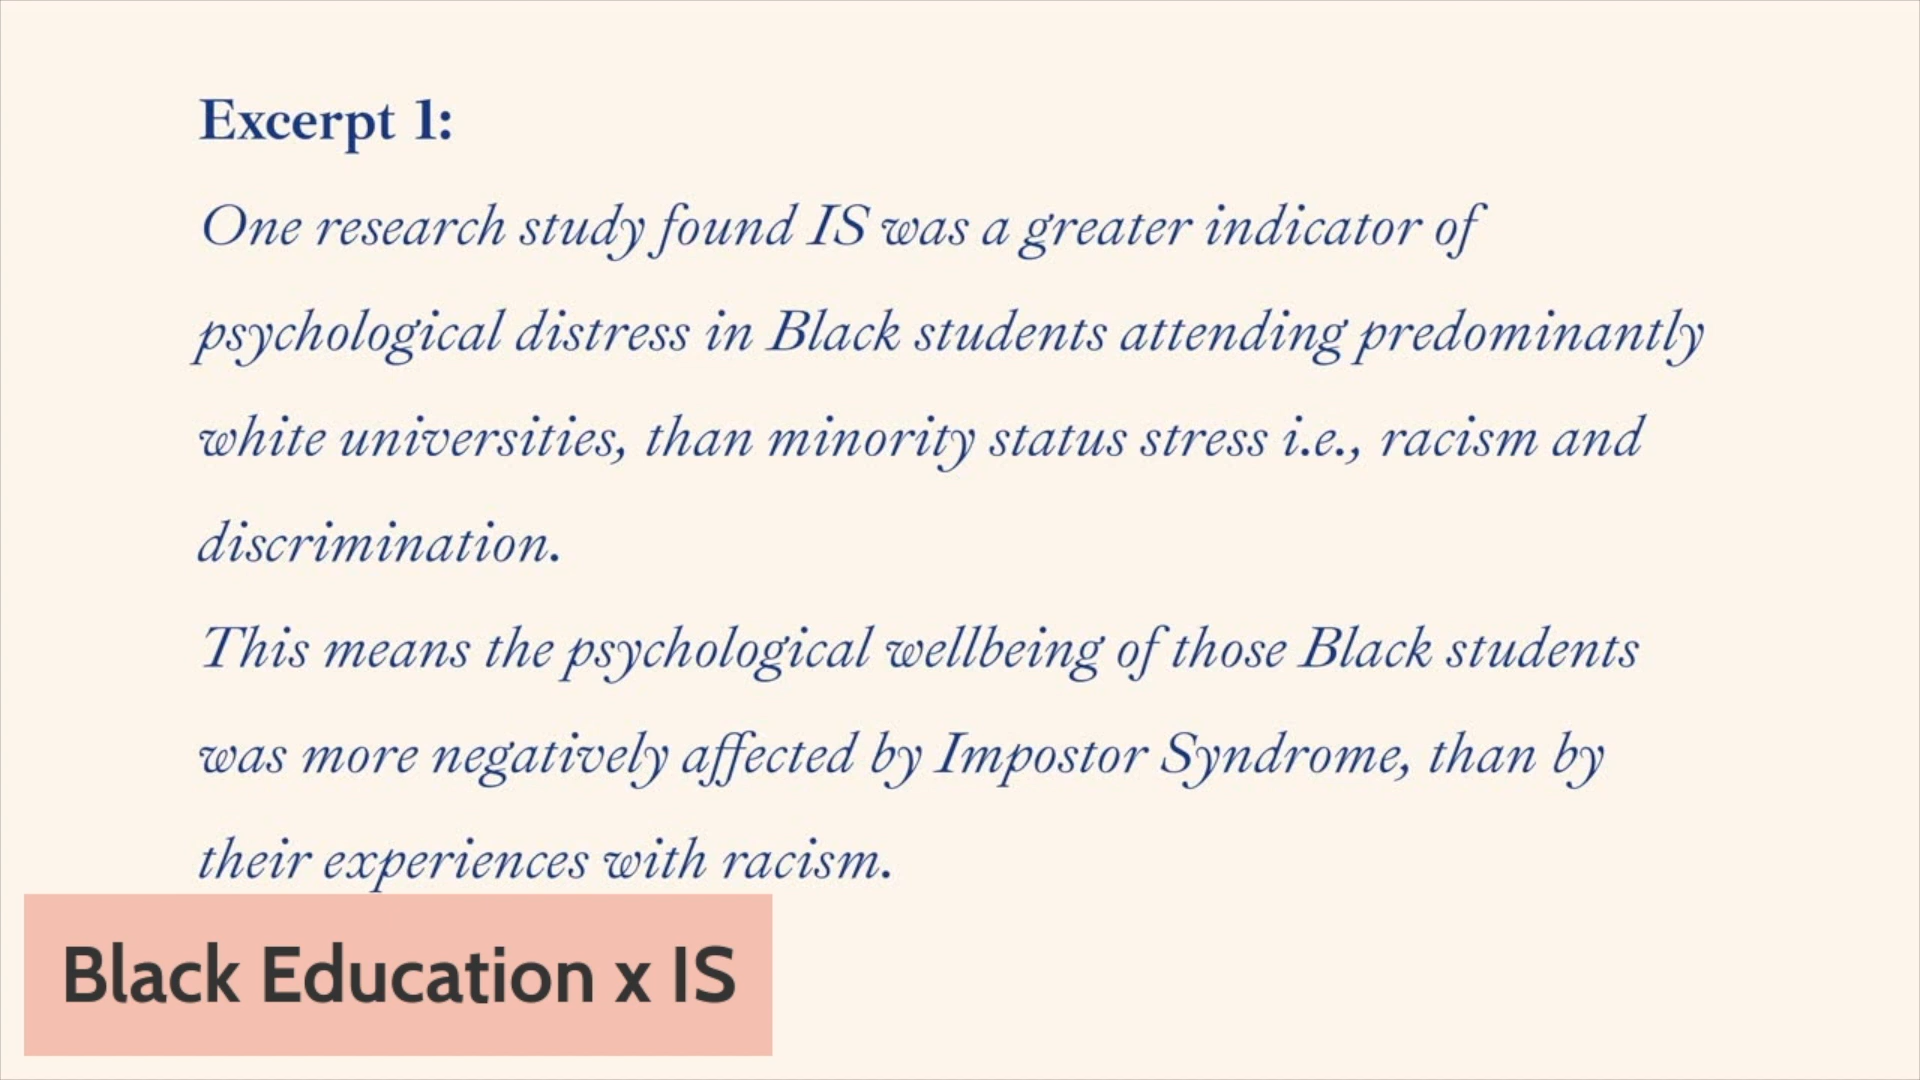 Excerpt 1:
One research study found IS was a greater indicator of
psychological distress in Black students attending predominantly
white universities, than minority status stress i.e., racism and
discrimination.
This means the psychological wellbeing of those Black students
was more negatively affected by Impostor Syndrome, than by
their experiences with racism.
Black Education x IS